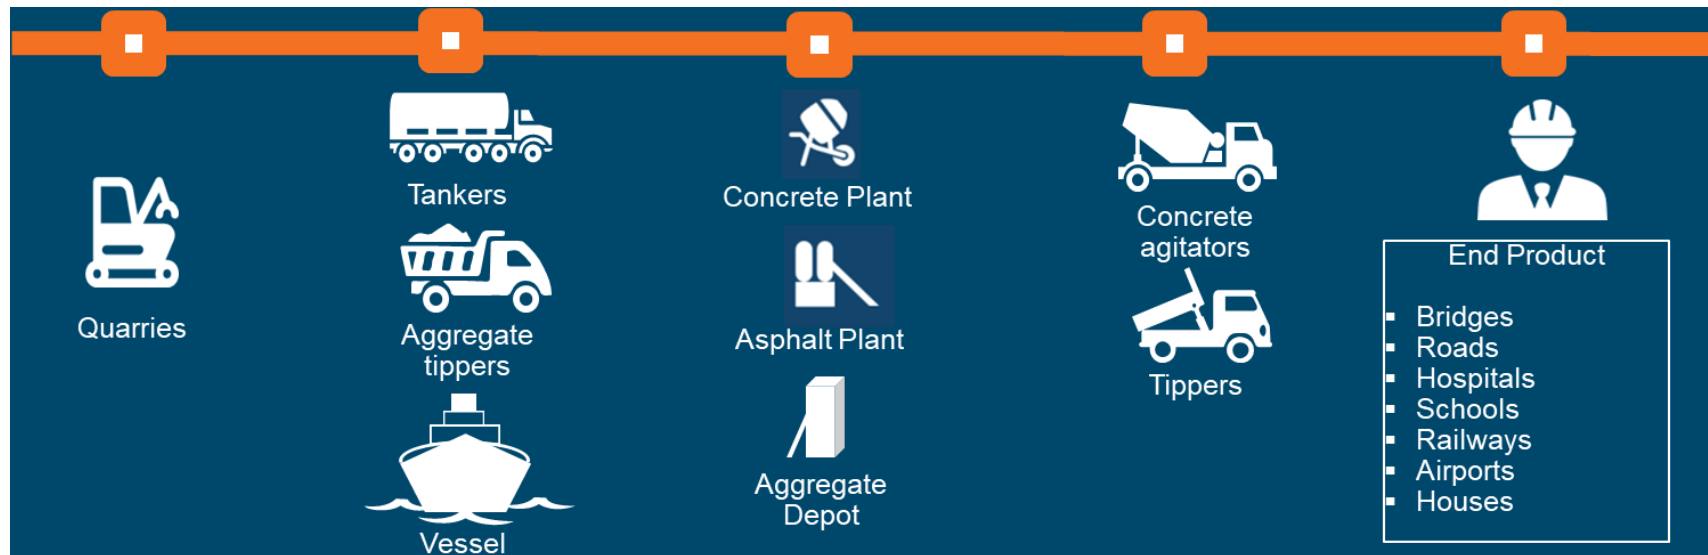 Quarries
Tankers
Aggregate
tippers
Vessel
Concrete Plant
Asphalt Plant
Aggregate
Depot
Concrete
agitators
Tippers
End Product
▪ Bridges
▪ Roads
▪ Hospitals
▪ Schools
▪ Railways
▪ Airports
▪ Houses